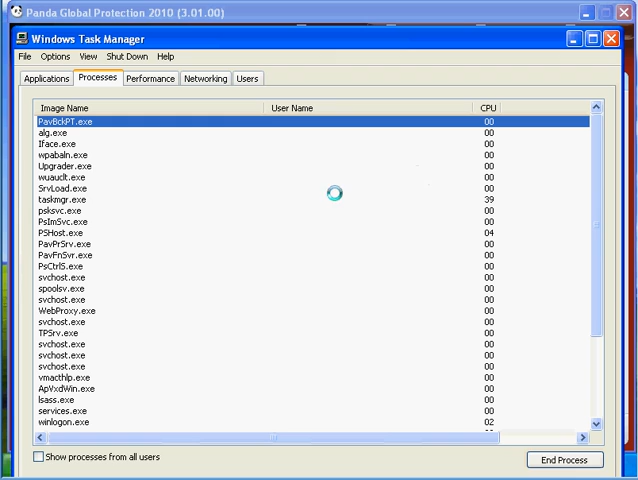 Panda Global Protection 2010 (3.01.00)
Windows Task Manager
File Options View Shut Down Help
Applications Processes Performance Networking Users
Image Name User Name CPU
PavBckPT.exe 00
alg.exe 00
Iface.exe 00
wpabaln.exe 00
Upgrader.exe 00
wuauclt.exe 00
SrvLoad.exe 00
taskmgr.exe 39
psksvc.exe 00
PsImSvc.exe 00
PSHost.exe 04
PavPrSrv.exe 00
PavFnSvr.exe 00
PsCtrlS.exe 00
svchost.exe 00
spoolsv.exe 00
svchost.exe 00
WebProxy.exe 00
svchost.exe 00
TPSrv.exe 00
svchost.exe 00
svchost.exe 00
svchost.exe 00
vmacthlp.exe 00
ApVxdWin.exe 00
lsass.exe 00
services.exe 00
winlogon.exe 02
Show processes from all users
End Process